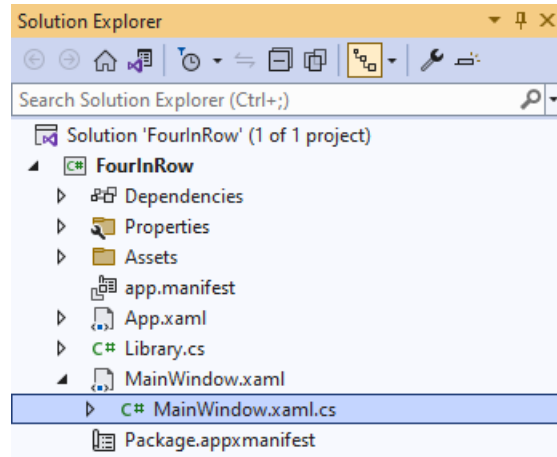 Solution Explorer
Search Solution Explorer (Ctrl+;)
Solution 'FourInRow' (1 of 1 project)
C# FourInRow
Dependencies
Properties
Assets
app.manifest
App.xaml
C# Library.cs
MainWindow.xaml
C# MainWindow.xaml.cs
Package.appxmanifest